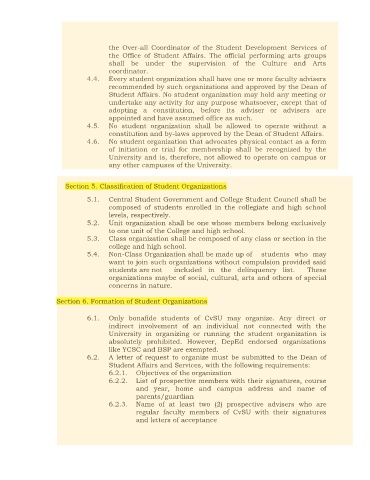 the Over-all Coordinator of the Student Development Services of
the Office of Student Affairs. The official performing arts groups
shall be under the supervision of the Culture and Arts
coordinator.
4.4. Every student organization shall have one or more faculty advisers
recommended by such organizations and approved by the Dean of
Student Affairs. No student organization may hold any meeting or
undertake any activity for any purpose whatsoever, except that of
adopting a constitution, before its adviser or advisers are
appointed and have assumed office as such.
4.5. No student organization shall be allowed to operate without a
constitution and by-laws approved by the Dean of Student Affairs.
4.6. No student organization that advocates physical contact as a form
of initiation or trial for membership shall be recognized by the
University and is, therefore, not allowed to operate on campus or
any other campuses of the University.
Section 5. Classification of Student Organizations
5.1. Central Student Government and College Student Council shall be
composed of students enrolled in the collegiate and high school
levels, respectively.
5.2. Unit organization shall be one whose members belong exclusively
to one unit of the College and high school.
5.3. Class organization shall be composed of any class or section in the
college and high school.
5.4. Non-Class Organization shall be made up of students who may
want to join such organizations without compulsion provided said
students are not included in the delinquency list. These
organizations maybe of social, cultural, arts and others of special
concerns in nature.
Section 6. Formation of Student Organizations
6.1. Only bonafide students of CvSU may organize. Any direct or
indirect involvement of an individual not connected with the
University in organizing or running the student organization is
absolutely prohibited. However, DepEd endorsed organizations
like YCSC and BSP are exempted.
6.2. A letter of request to organize must be submitted to the Dean of
Student Affairs and Services, with the following requirements:
6.2.1. Objectives of the organization
6.2.2. List of prospective members with their signatures, course
and year, home and campus address and name of
parents/guardian
6.2.3. Name of at least two (2) prospective advisers who are
regular faculty members of CvSU with their signatures
and letters of acceptance